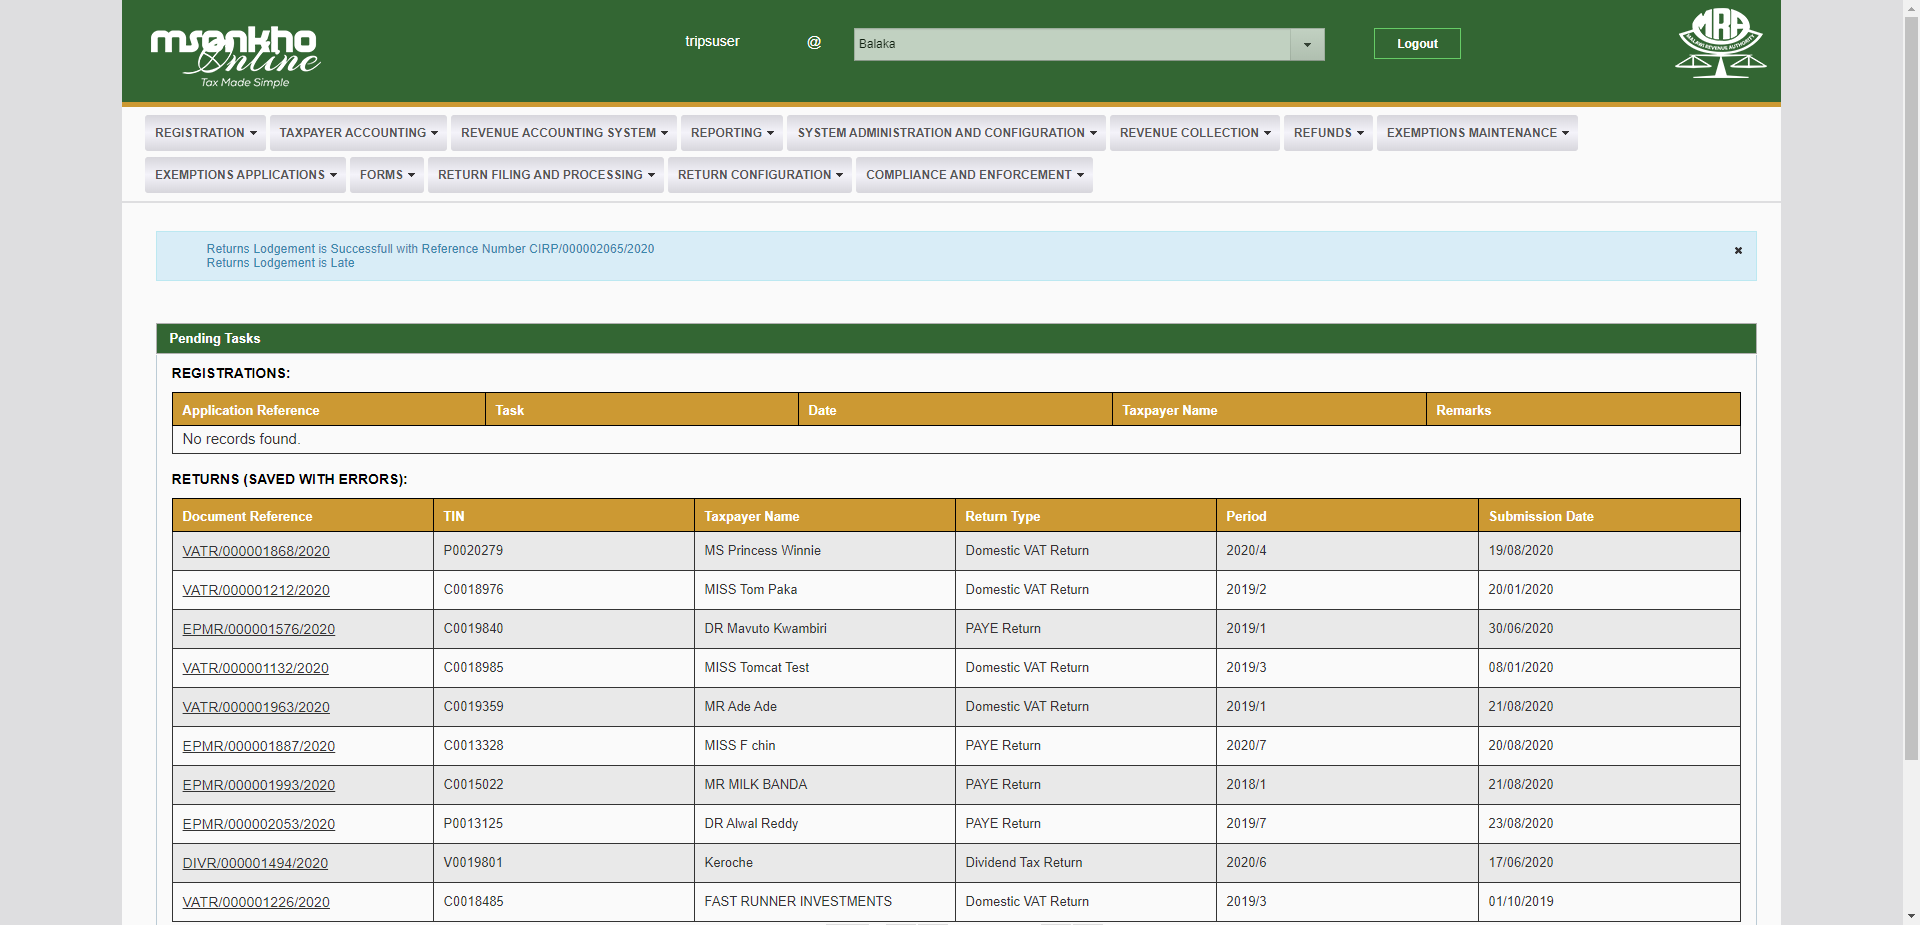 msonkho
Online
Tax Made Simple
tripsuser @ Balaka Logout
MRA
MALAWI REVENUE AUTHORITY
REGISTRATION TAXPAYER ACCOUNTING REVENUE ACCOUNTING SYSTEM REPORTING SYSTEM ADMINISTRATION AND CONFIGURATION REVENUE COLLECTION REFUNDS EXEMPTIONS MAINTENANCE
EXEMPTIONS APPLICATIONS FORMS RETURN FILING AND PROCESSING RETURN CONFIGURATION COMPLIANCE AND ENFORCEMENT
Returns Lodgement is Successfull with Reference Number CIRP/000002065/2020
Returns Lodgement is Late
Pending Tasks
REGISTRATIONS:
Application Reference Task Date Taxpayer Name Remarks
No records found.
RETURNS (SAVED WITH ERRORS):
Document Reference TIN Taxpayer Name Return Type Period Submission Date
VATR/000001868/2020 P0020279 MS Princess Winnie Domestic VAT Return 2020/4 19/08/2020
VATR/000001212/2020 C0018976 MISS Tom Paka Domestic VAT Return 2019/2 20/01/2020
EPMR/000001576/2020 C0019840 DR Mavuto Kwambiri PAYE Return 2019/1 30/06/2020
VATR/000001132/2020 C0018985 MISS Tomcat Test Domestic VAT Return 2019/3 08/01/2020
VATR/000001963/2020 C0019359 MR Ade Ade Domestic VAT Return 2019/1 21/08/2020
EPMR/000001887/2020 C0013328 MISS F chin PAYE Return 2020/7 20/08/2020
EPMR/000001993/2020 C0015022 MR MILK BANDA PAYE Return 2018/1 21/08/2020
EPMR/000002053/2020 P0013125 DR Alwal Reddy PAYE Return 2019/7 23/08/2020
DIVR/000001494/2020 V0019801 Keroche Dividend Tax Return 2020/6 17/06/2020
VATR/000001226/2020 C0018485 FAST RUNNER INVESTMENTS Domestic VAT Return 2019/3 01/10/2019